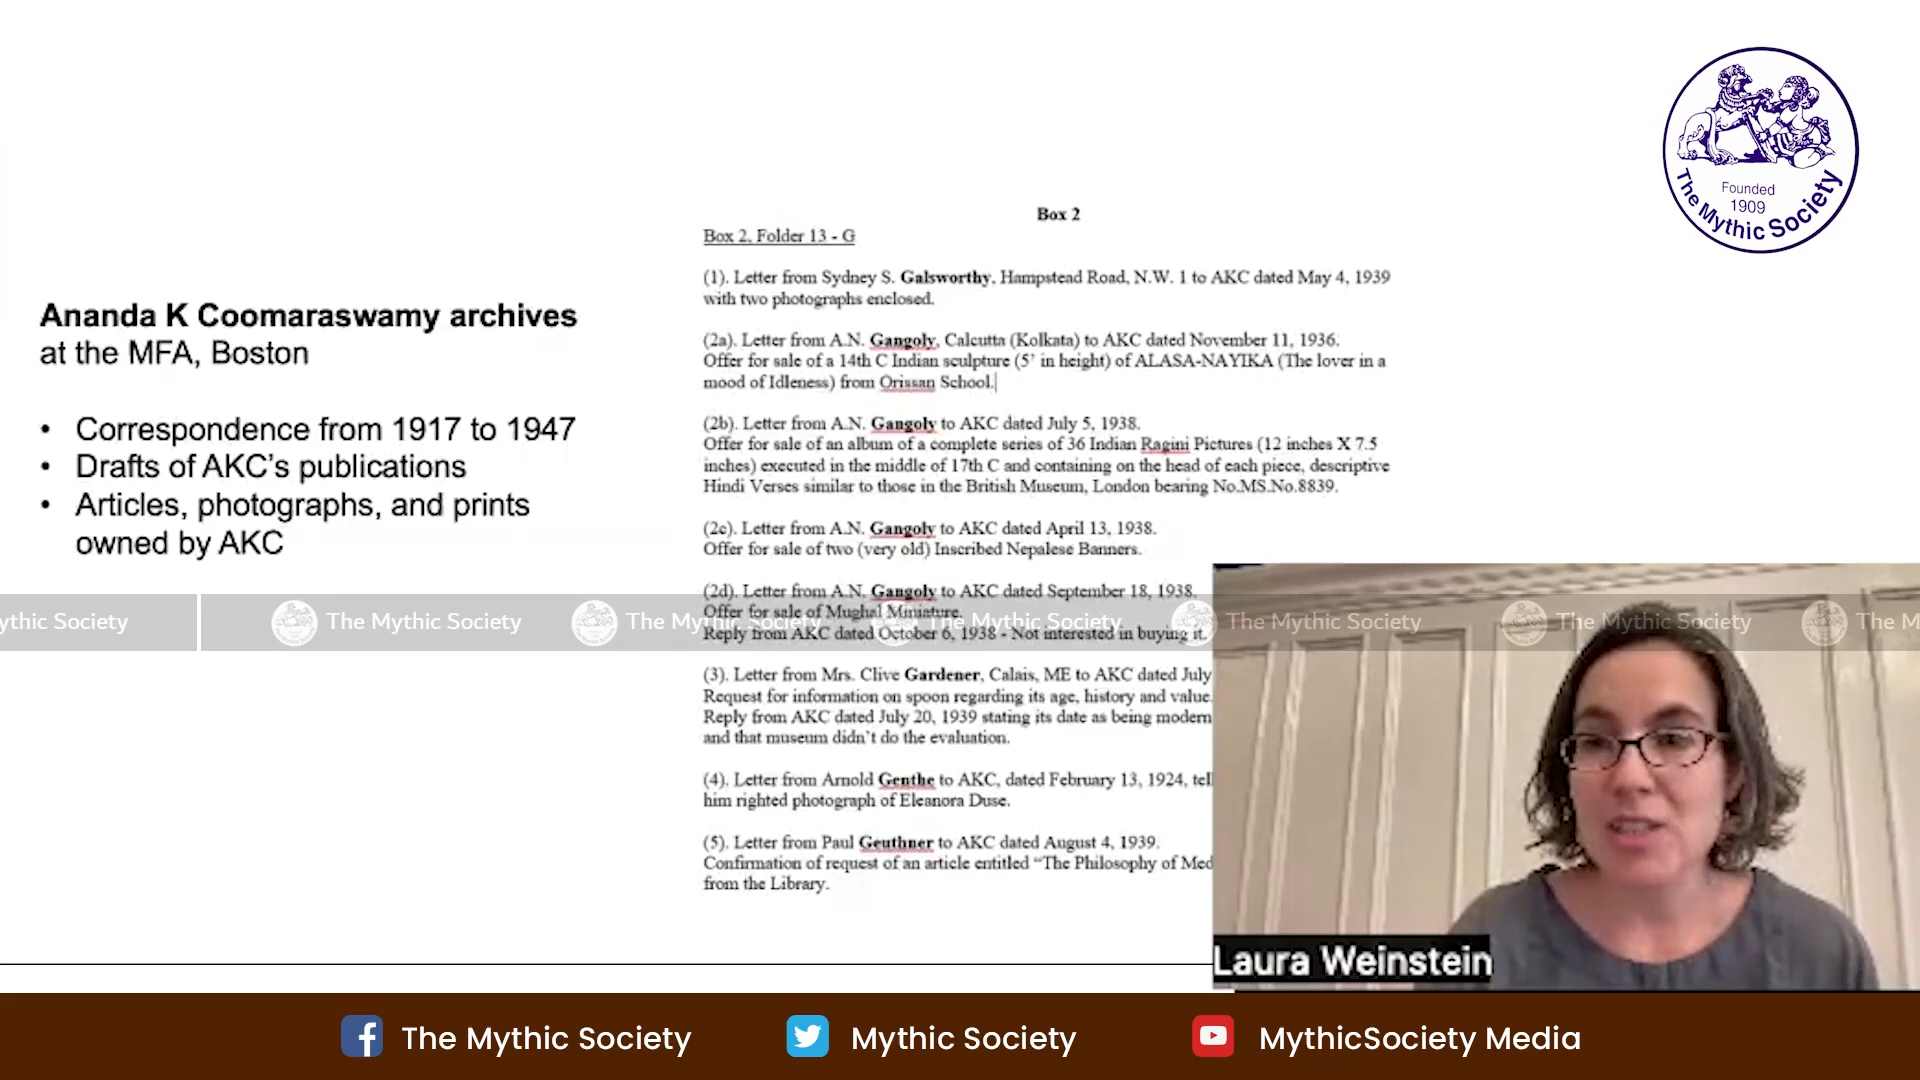 Founded
1909
The Mythic Society
Ananda K Coomaraswamy archives
at the MFA, Boston
• Correspondence from 1917 to 1947
• Drafts of AKC's publications
• Articles, photographs, and prints
owned by AKC
Box 2
Box 2, Folder 13 - G
(1). Letter from Sydney S. Galsworthy, Hampstead Road, N.W. 1 to AKC dated May 4, 1939
with two photographs enclosed.
(2a). Letter from A.N. Gangoly, Calcutta (Kolkata) to AKC dated November 11, 1936.
Offer for sale of a 14th C Indian sculpture (5' in height) of ALASA-NAYIKA (The lover in a
mood of Idleness) from Orissan School.
(2b). Letter from A.N. Gangoly to AKC dated July 5, 1938.
Offer for sale of an album of a complete series of 36 Indian Ragini Pictures (12 inches X 7.5
inches) executed in the middle of 17th C and containing on the head of each piece, descriptive
Hindi Verses similar to those in the British Museum, London bearing No.MS.No.8839.
(2c). Letter from A.N. Gangoly to AKC dated April 13, 1938.
Offer for sale of two (very old) Inscribed Nepalese Banners.
(2d). Letter from A.N. Gangoly to AKC dated September 18, 1938.
Offer for sale of Mughal Miniature.
Reply from AKC dated October 6, 1938 - Not interested in buying it.
(3). Letter from Mrs. Clive Gardener, Calais, ME to AKC dated July
Request for information on spoon regarding its age, history and value.
Reply from AKC dated July 20, 1939 stating its date as being modern
and that museum didn't do the evaluation.
(4). Letter from Arnold Genthe to AKC, dated February 13, 1924, tell
him righted photograph of Eleanora Duse.
(5). Letter from Paul Geuthner to AKC dated August 4, 1939.
Confirmation of request of an article entitled “The Philosophy of Med
from the Library.
ythic Society The Mythic Society The Mythic Society The Mythic Society The Mythic Society The Mythic Society The M
Laura Weinstein
The Mythic Society Mythic Society MythicSociety Media